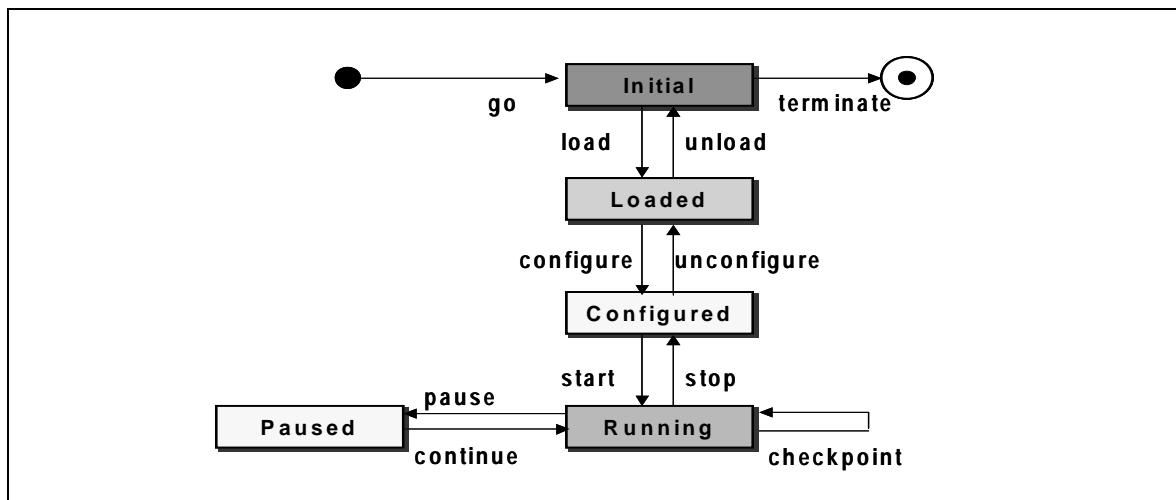 Initial
go
terminate
load
unload
Loaded
configure
unconfigure
Configured
start
stop
pause
Paused
Running
continue
checkpoint